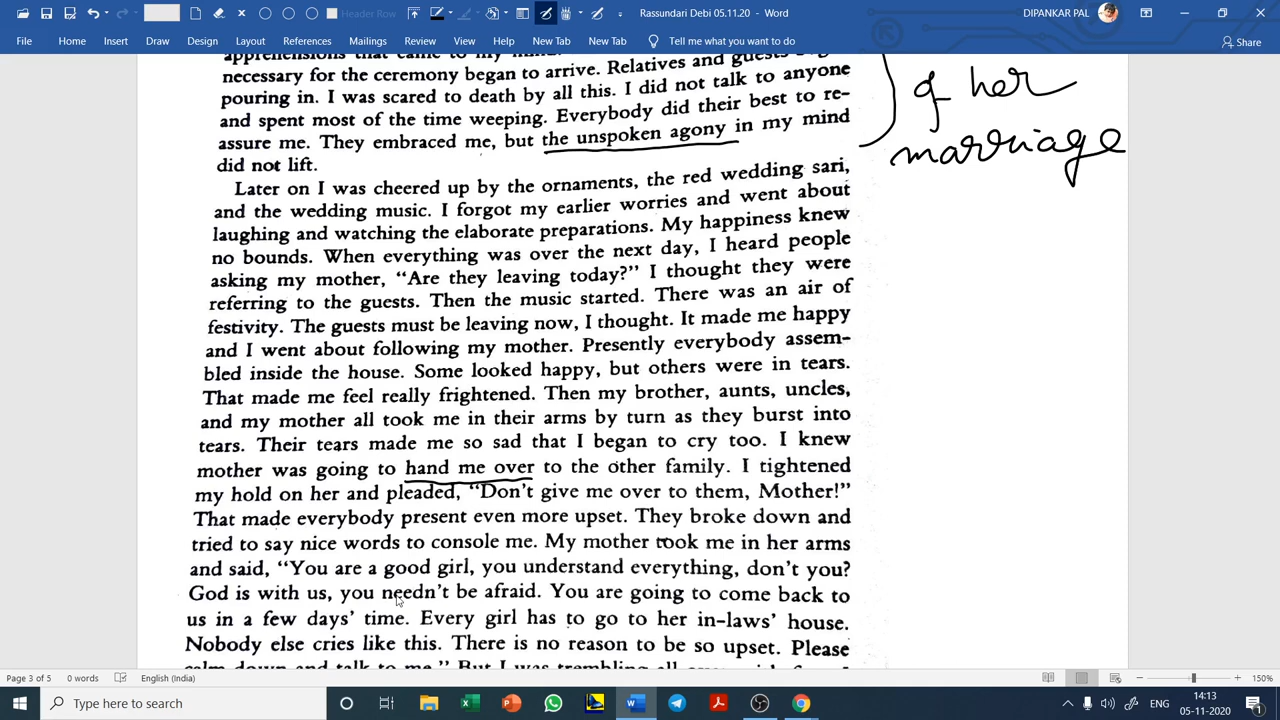 Header Row
Rassundari Debi 05.11.20 - Word
DIPANKAR PAL
File Home Insert Draw Design Layout References Mailings Review View Help New Tab New Tab Tell me what you want to do Share
apprehensions that came to my mind.
necessary for the ceremony began to arrive. Relatives and guests
pouring in. I was scared to death by all this. I did not talk to anyone
and spent most of the time weeping. Everybody did their best to re-
assure me. They embraced me, but the unspoken agony in my mind
did not lift.
} of her
marriage
Later on I was cheered up by the ornaments, the red wedding sari,
and the wedding music. I forgot my earlier worries and went about
laughing and watching the elaborate preparations. My happiness knew
no bounds. When everything was over the next day, I heard people
asking my mother, “Are they leaving today?” I thought they were
referring to the guests. Then the music started. There was an air of
festivity. The guests must be leaving now, I thought. It made me happy
and I went about following my mother. Presently everybody assem-
bled inside the house. Some looked happy, but others were in tears.
That made me feel really frightened. Then my brother, aunts, uncles,
and my mother all took me in their arms by turn as they burst into
tears. Their tears made me so sad that I began to cry too. I knew
mother was going to hand me over to the other family. I tightened
my hold on her and pleaded, “Don't give me over to them, Mother!”
That made everybody present even more upset. They broke down and
tried to say nice words to console me. My mother took me in her arms
and said, “You are a good girl, you understand everything, don't you?
God is with us, you needn't be afraid. You are going to come back to
us in a few days' time. Every girl has to go to her in-laws' house.
Nobody else cries like this. There is no reason to be so upset. Please
calm down and talk to me.” But I was trembling all over with fear. I
Page 3 of 5 0 words English (India) 150%
Type here to search
ENG
14:13
05-11-2020